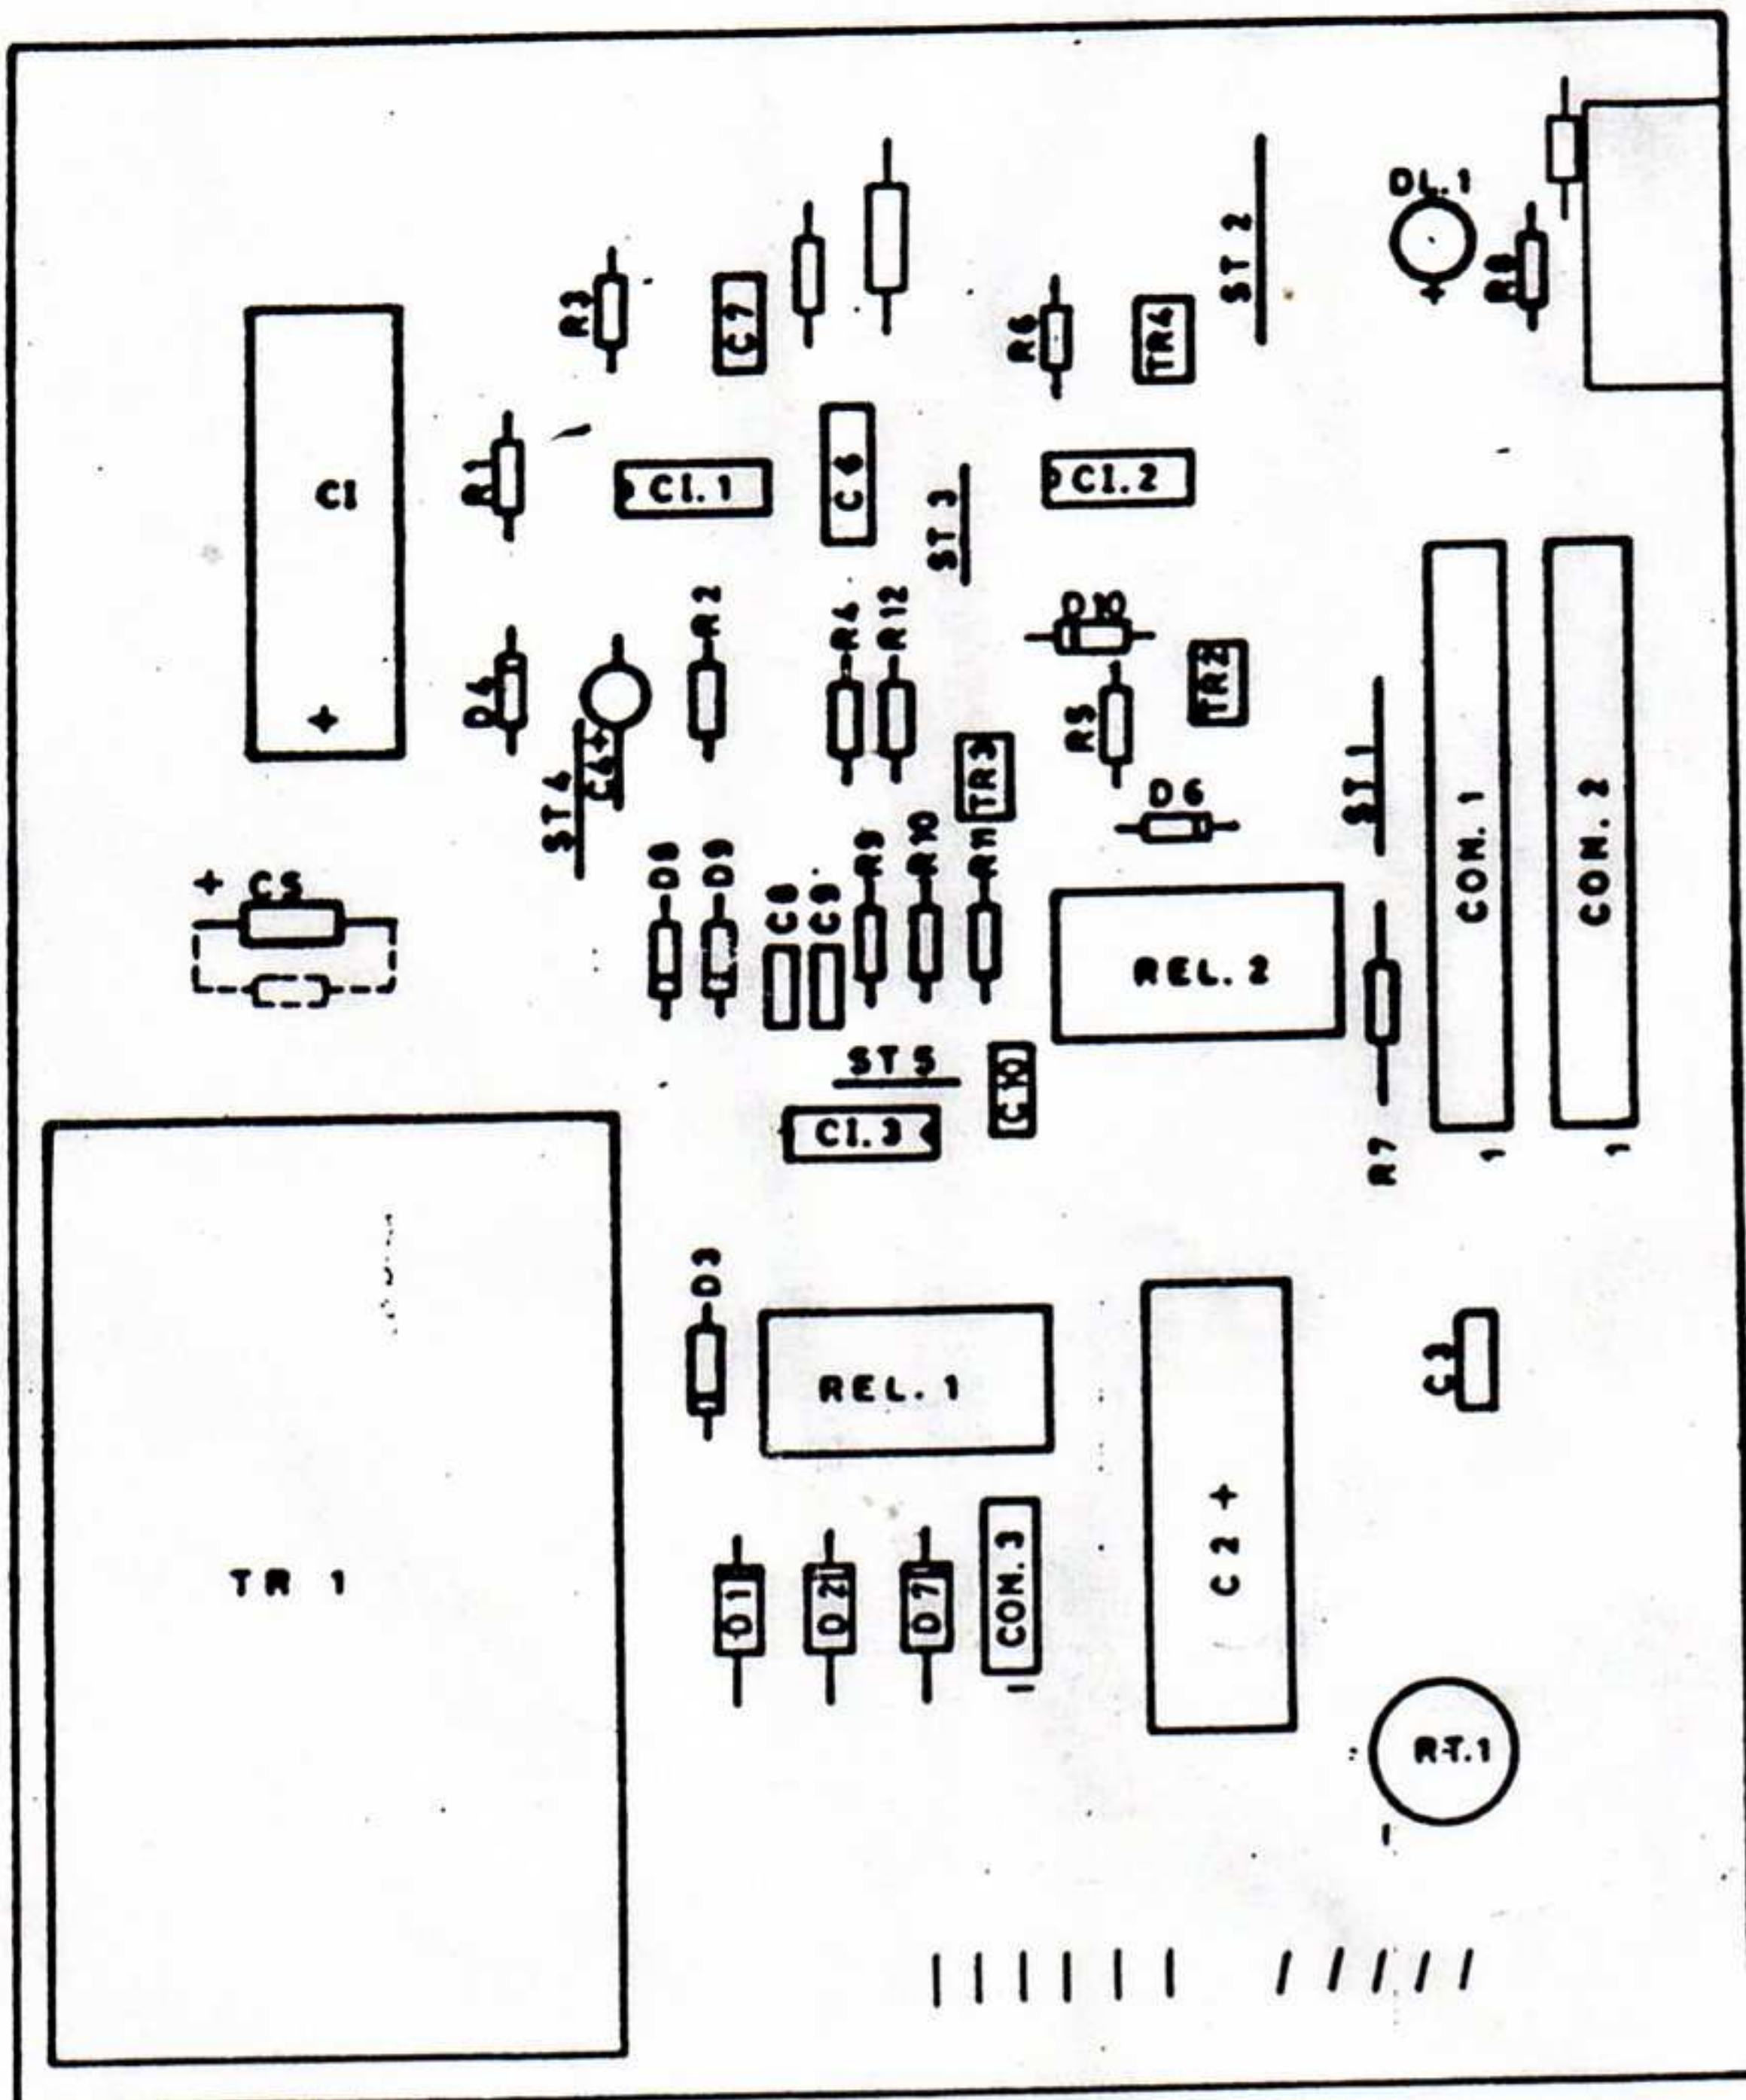 DL.1
ST 2
R8
R3
C7
R6
TR4
CI
R1
CI.1
C6
ST 3
CI.2
R2
R4
R12
D4
C4+
+
ST 4
R5
TR2
TR3
D6
ST 1
CON. 1
CON. 2
+ C5
D8
D9
C8
C9
R9
R10
R11
REL. 2
ST 5
C10
CI. 3
R7
1
1
D3
REL. 1
C3
TR 1
D1
D2
D7
CON. 3
1
C2 +
RT.1